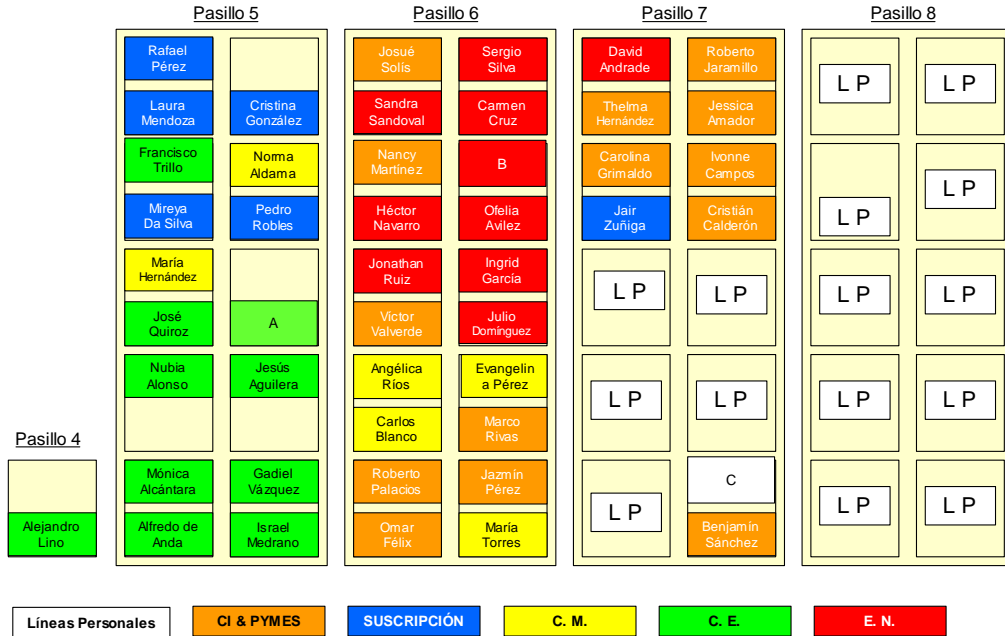 Pasillo 5
Pasillo 6
Pasillo 7
Pasillo 8
Rafael
Pérez
Laura
Mendoza
Cristina
González
Francisco
Trillo
Norma
Aldama
Mireya
Da Silva
Pedro
Robles
María
Hernández
José
Quiroz
A
Nubia
Alonso
Jesús
Aguilera
Mónica
Alcántara
Gadiel
Vázquez
Alfredo de
Anda
Israel
Medrano
Pasillo 4
Alejandro
Lino
Josué
Solís
Sergio
Silva
Sandra
Sandoval
Carmen
Cruz
Nancy
Martínez
B
Héctor
Navarro
Ofelia
Avilez
Jonathan
Ruiz
Ingrid
García
Víctor
Valverde
Julio
Domínguez
Angélica
Ríos
Evangelin
a Pérez
Carlos
Blanco
Marco
Rivas
Roberto
Palacios
Jazmín
Pérez
Omar
Félix
María
Torres
David
Andrade
Roberto
Jaramillo
Thelma
Hernández
Jessica
Amador
Carolina
Grimaldo
Ivonne
Campos
Jair
Zuñiga
Cristián
Calderón
L P
L P
L P
L P
L P
C
Benjamín
Sánchez
L P
L P
L P
L P
L P
L P
L P
L P
L P
L P
Líneas Personales
CI & PYMES
SUSCRIPCIÓN
C. M.
C. E.
E. N.